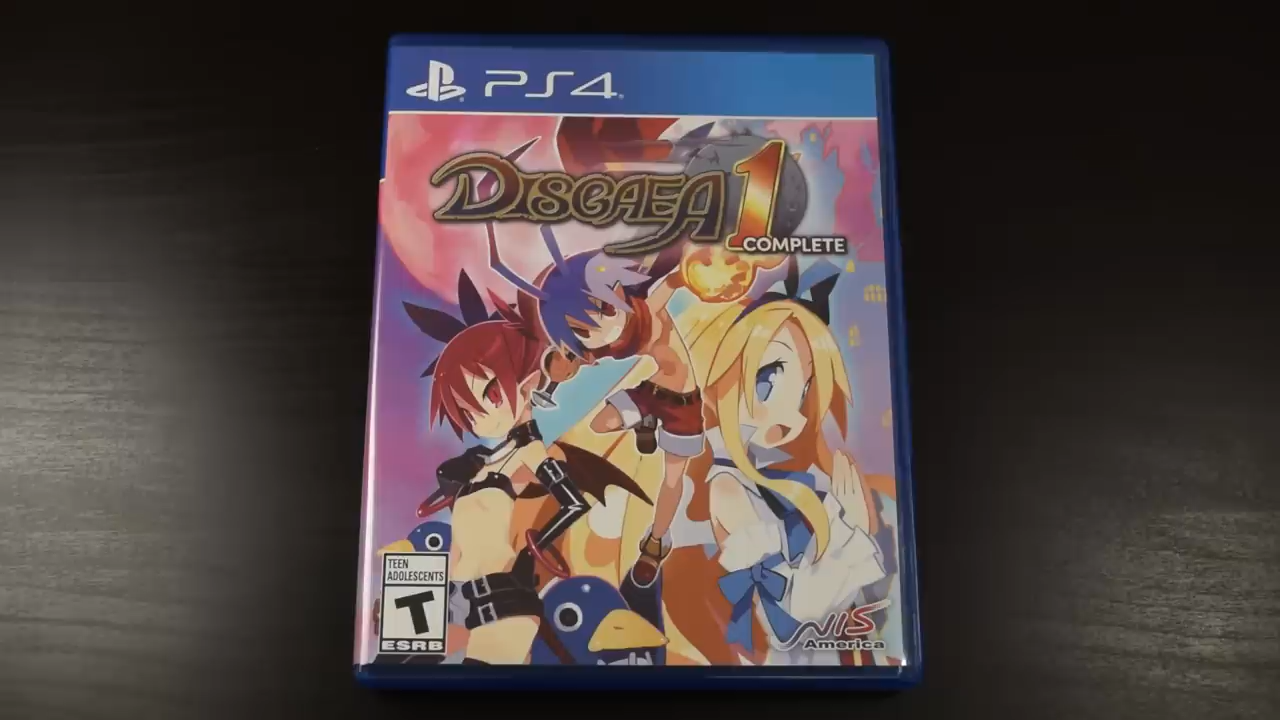 PS4
DISGAEA 1
COMPLETE
TEEN
ADOLESCENTS
T
ESRB
NIS
America